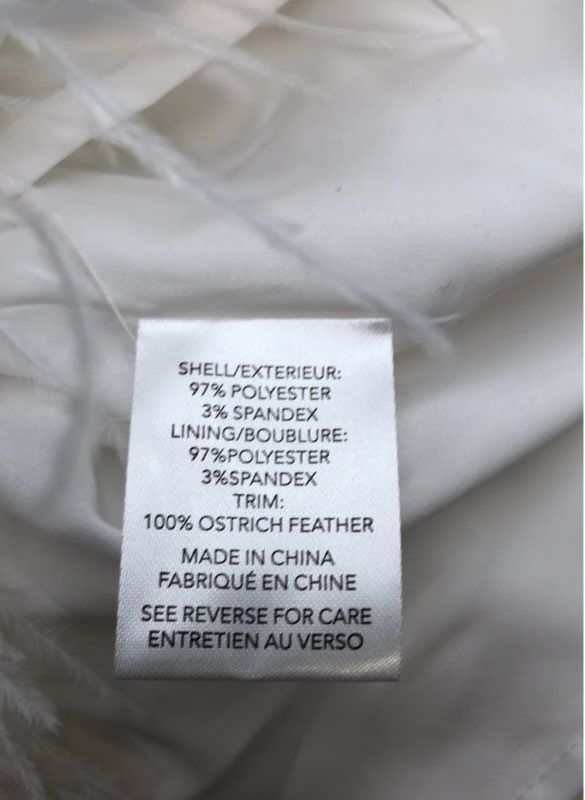 SHELL/EXTERIEUR:
97% POLYESTER
3% SPANDEX
LINING/BOUBLURE:
97%POLYESTER
3%SPANDEX
TRIM:
100% OSTRICH FEATHER
MADE IN CHINA
FABRIQUÉ EN CHINE
SEE REVERSE FOR CARE
ENTRETIEN AU VERSO